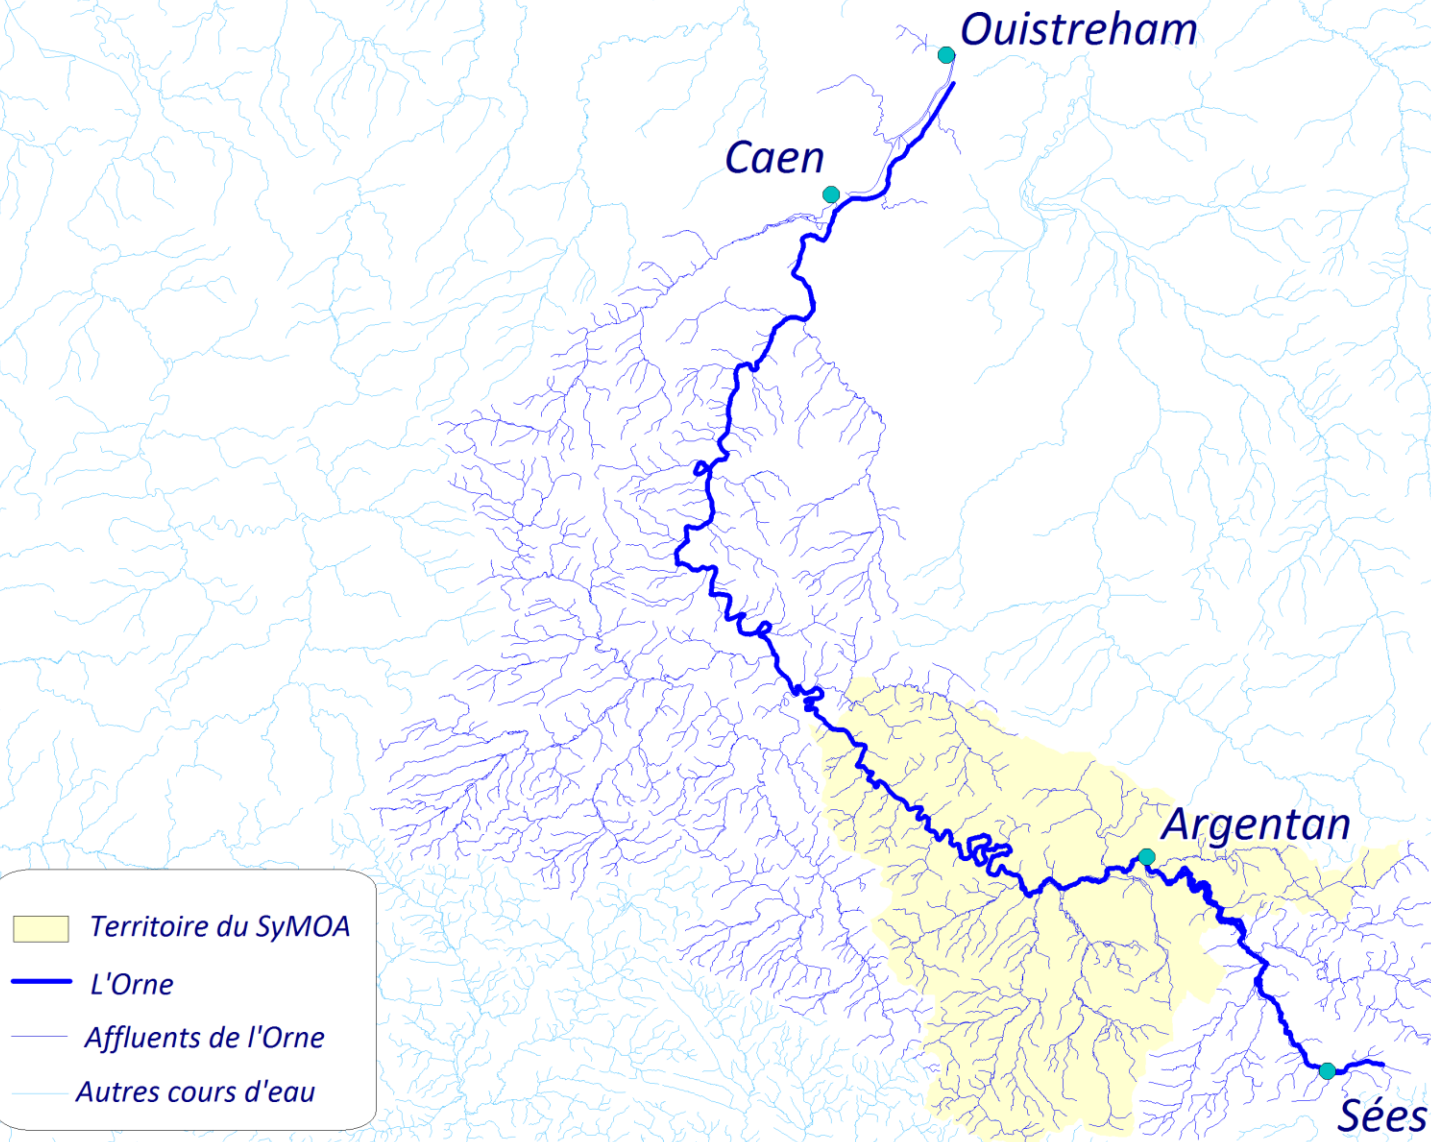 Ouistreham
Caen
Argentan
Territoire du SyMOA
L'Orne
Affluents de l'Orne
Autres cours d'eau
Sées